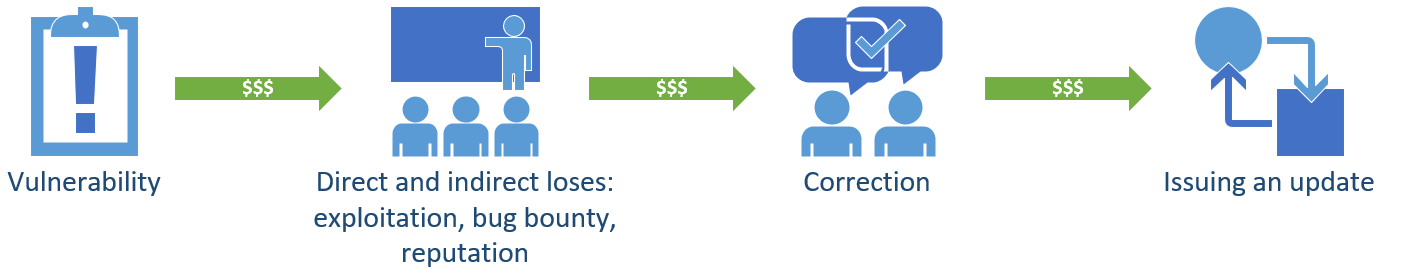 $$$
$$$
$$$
Vulnerability
Direct and indirect loses:
exploitation, bug bounty,
reputation
Correction
Issuing an update